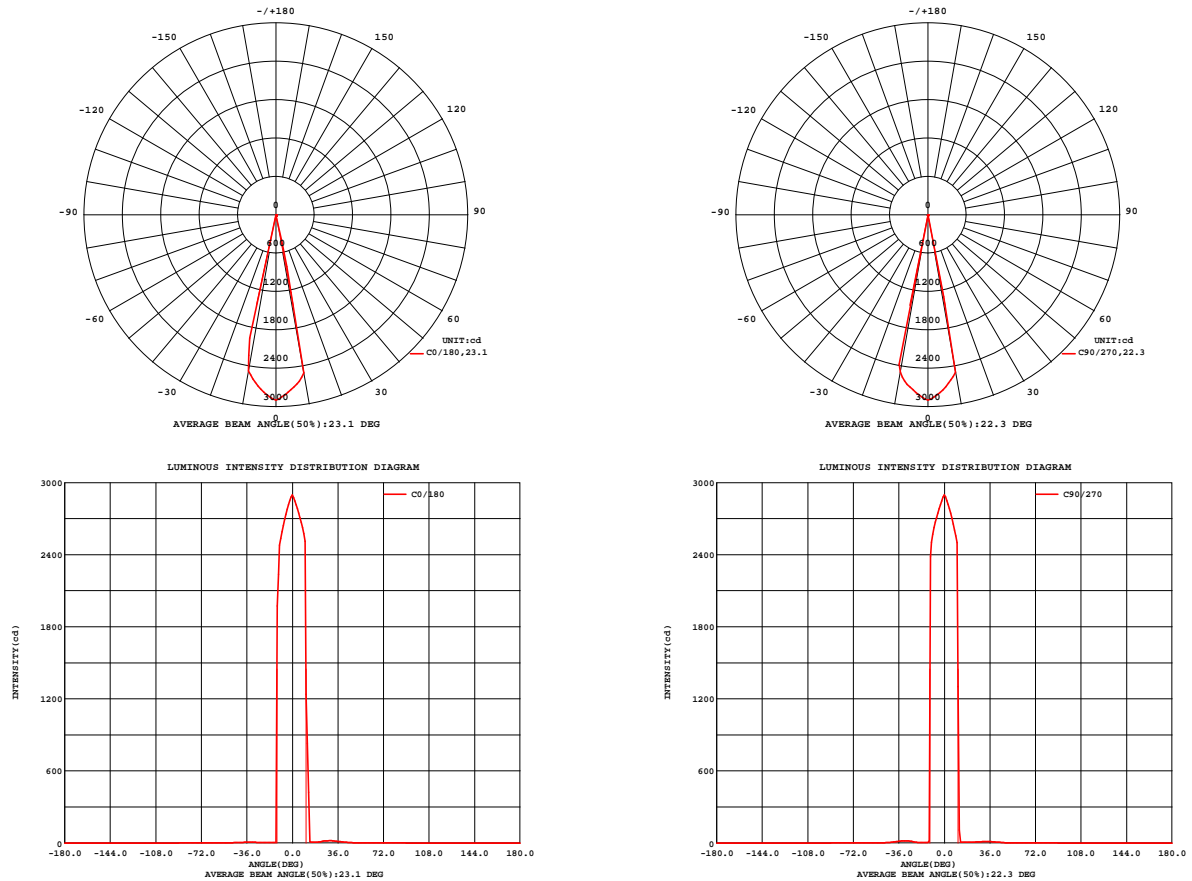 -/+180
-150 150
-120 120
-90 90
-60 60
-30 30
0
0
600
1200
1800
2400
3000
UNIT:cd
C0/180,23.1
AVERAGE BEAM ANGLE(50%):23.1 DEG
-/+180
-150 150
-120 120
-90 90
-60 60
-30 30
0
0
600
1200
1800
2400
3000
UNIT:cd
C90/270,22.3
AVERAGE BEAM ANGLE(50%):22.3 DEG
LUMINOUS INTENSITY DISTRIBUTION DIAGRAM
C0/180
INTENSITY(cd)
3000
2400
1800
1200
600
0
-180.0 -144.0 -108.0 -72.0 -36.0 0.0 36.0 72.0 108.0 144.0 180.0
ANGLE(DEG)
AVERAGE BEAM ANGLE(50%):23.1 DEG
LUMINOUS INTENSITY DISTRIBUTION DIAGRAM
C90/270
INTENSITY(cd)
3000
2400
1800
1200
600
0
-180.0 -144.0 -108.0 -72.0 -36.0 0.0 36.0 72.0 108.0 144.0 180.0
ANGLE(DEG)
AVERAGE BEAM ANGLE(50%):22.3 DEG